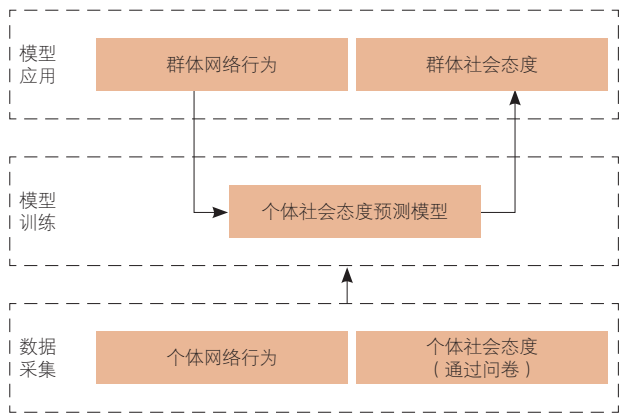 模型
应用
群体网络行为
群体社会态度
模型
训练
个体社会态度预测模型
数据
采集
个体网络行为
个体社会态度
（通过问卷）